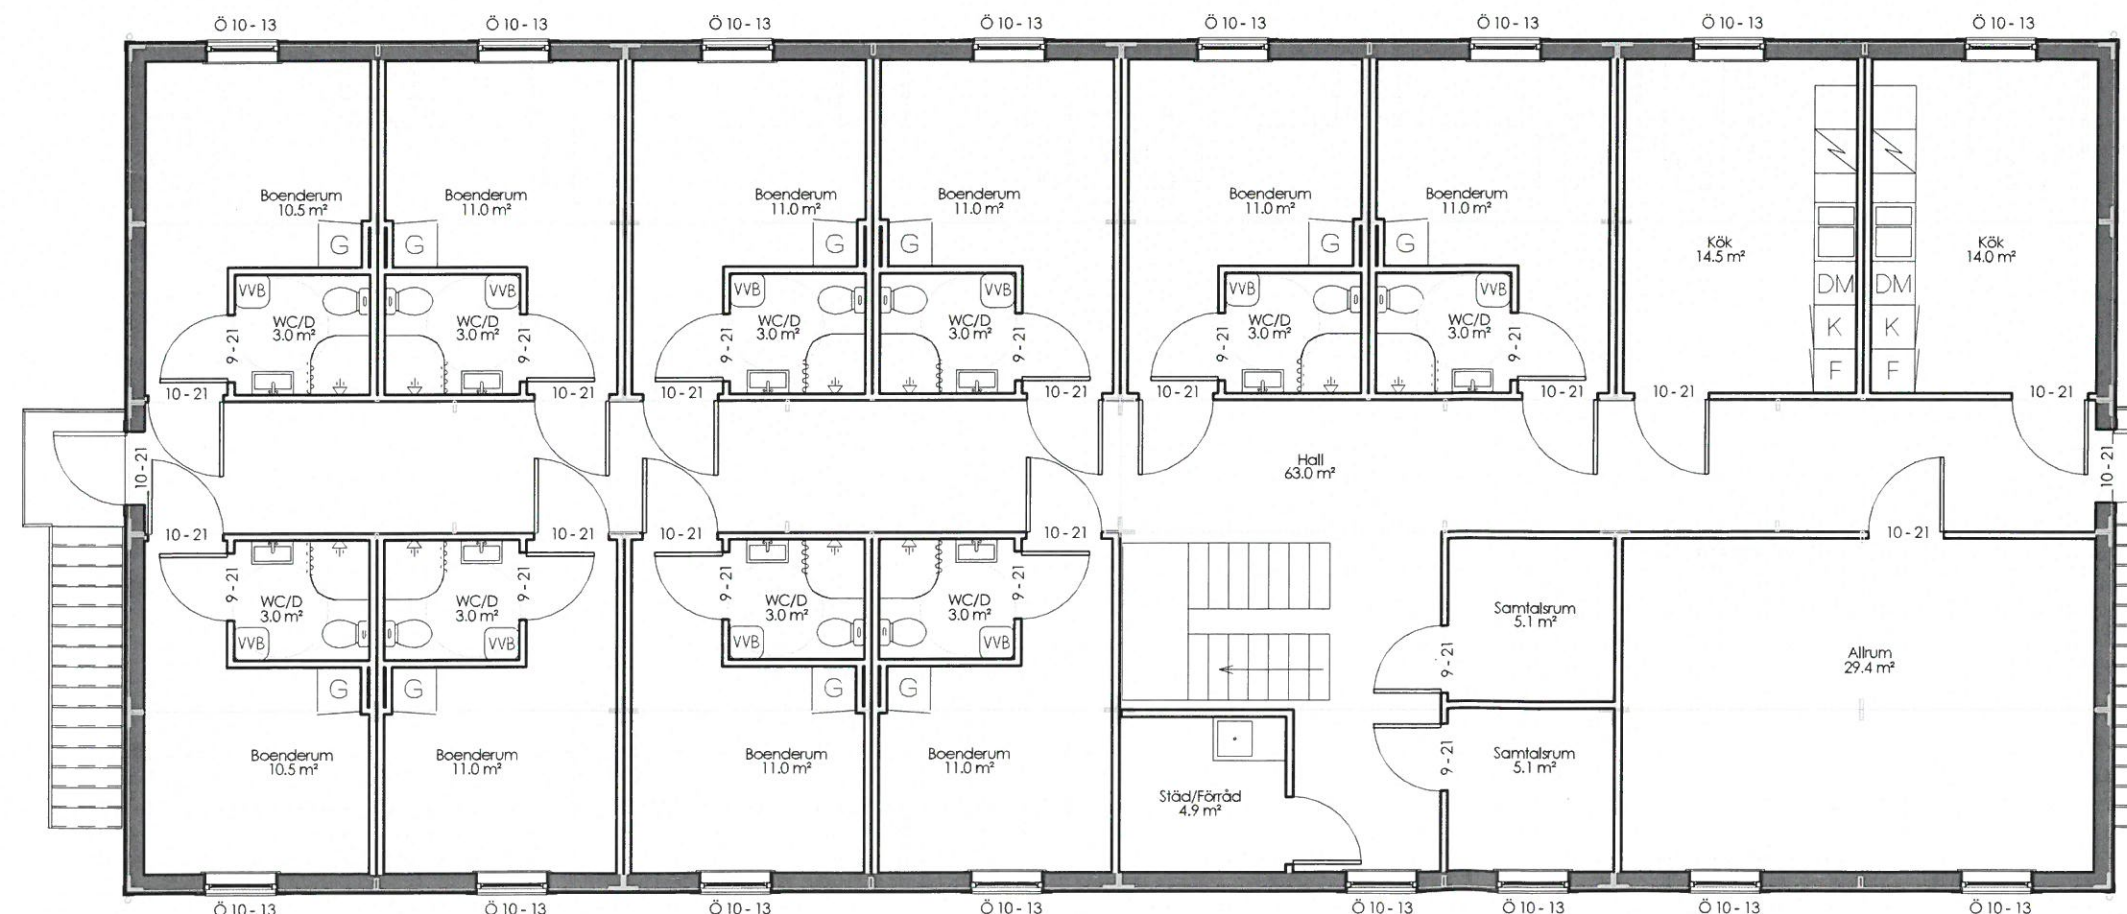 Ö 10 - 13
Ö 10 - 13
Ö 10 - 13
Ö 10 - 13
Ö 10 - 13
Ö 10 - 13
Ö 10 - 13
Ö 10 - 13
Boenderum
10.5 m²
Boenderum
11.0 m²
Boenderum
11.0 m²
Boenderum
11.0 m²
Boenderum
11.0 m²
Boenderum
11.0 m²
Kök
14.5 m²
Kök
14.0 m²
G
G
G
G
G
G
VVB
VVB
VVB
VVB
VVB
VVB
DM
DM
WC/D
3.0 m²
WC/D
3.0 m²
WC/D
3.0 m²
WC/D
3.0 m²
WC/D
3.0 m²
WC/D
3.0 m²
K
K
9 - 21
9 - 21
9 - 21
9 - 21
9 - 21
9 - 21
F
F
10 - 21
10 - 21
10 - 21
10 - 21
10 - 21
10 - 21
10 - 21
10 - 21
10 - 21
Hall
63.0 m²
10 - 21
10 - 21
10 - 21
10 - 21
10 - 21
10 - 21
9 - 21
9 - 21
9 - 21
9 - 21
WC/D
3.0 m²
WC/D
3.0 m²
WC/D
3.0 m²
WC/D
3.0 m²
Samtalsrum
5.1 m²
VVB
VVB
VVB
VVB
9 - 21
Allrum
29.4 m²
G
G
G
G
Boenderum
10.5 m²
Boenderum
11.0 m²
Boenderum
11.0 m²
Boenderum
11.0 m²
9 - 21
Samtalsrum
5.1 m²
Städ/Förråd
4.9 m²
Ö 10 - 13
Ö 10 - 13
Ö 10 - 13
Ö 10 - 13
Ö 10 - 13
Ö 10 - 13
Ö 10 - 13
Ö 10 - 13